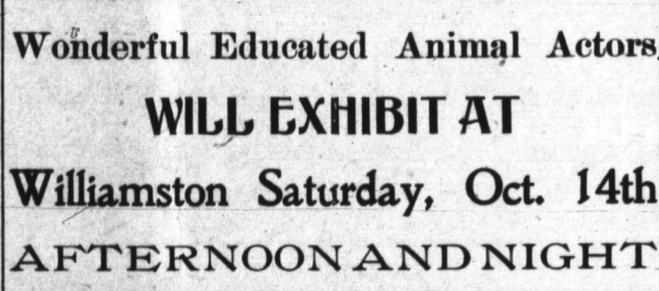 Wonderful Educated Animal Actors,
WILL EXHIBIT AT
Williamston Saturday, Oct. 14th
AFTERNOON AND NIGHT